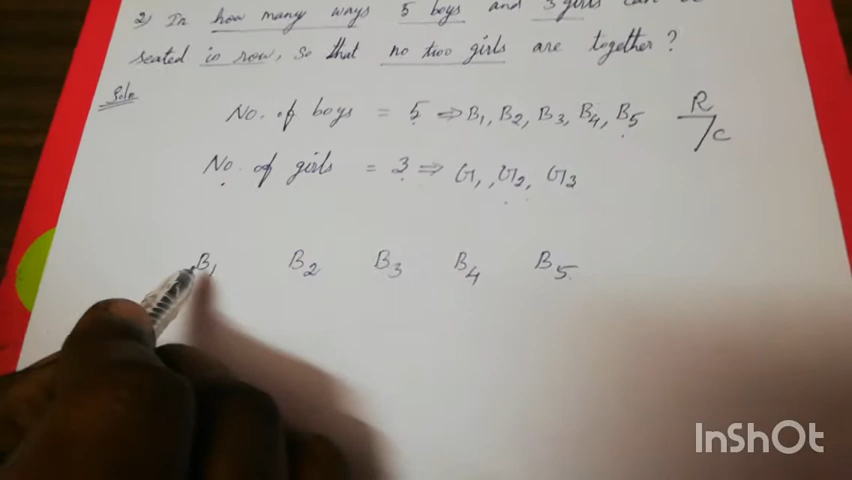 2) In how many ways 5 boys and 3 girls can be
seated in row, so that no two girls are together?
Soln
No. of boys = 5 ⇒ B1, B2, B3, B4, B5
R/C
No. of girls = 3 ⇒ G1, G2, G3
B1 B2 B3 B4 B5
InShOt